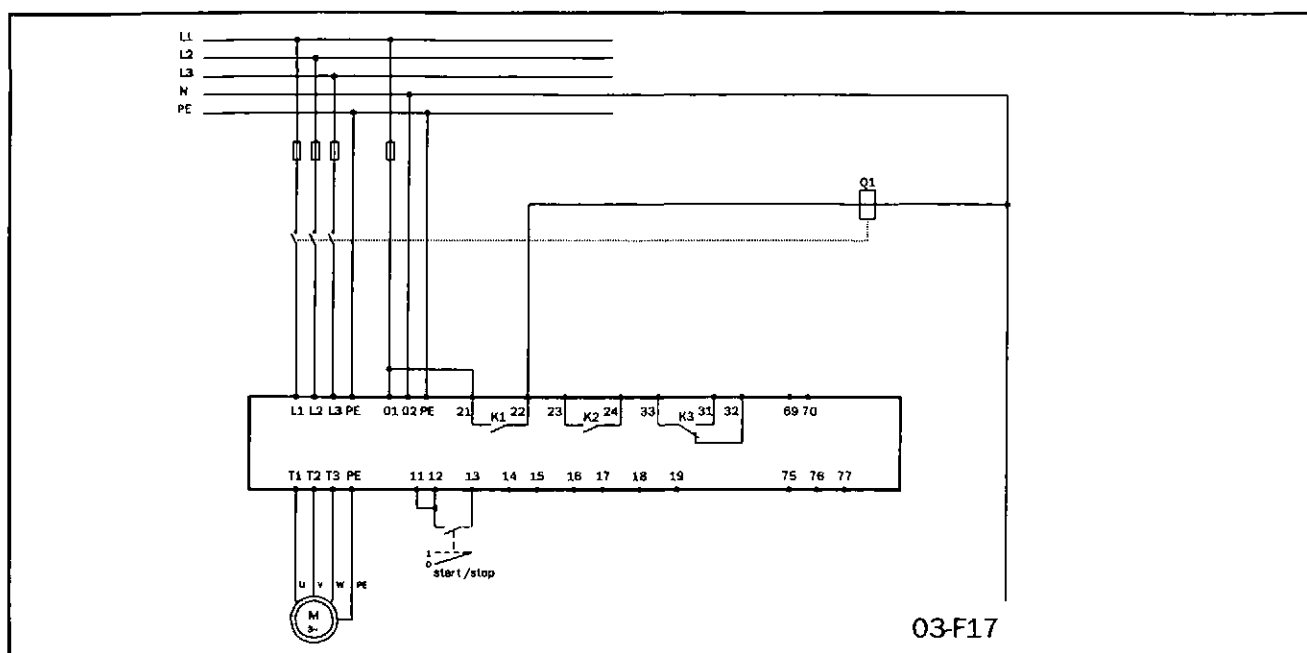 L1
L2
L3
N
PE
Q1
L1 L2 L3 PE 01 02 PE 21 K1 22 23 K2 24 33 K3 31 32 69 70
T1 T2 T3 PE 11 12 13 14 15 16 17 18 19 75 76 77
1
0
start/stop
U V W PE
M
3~
03-F17